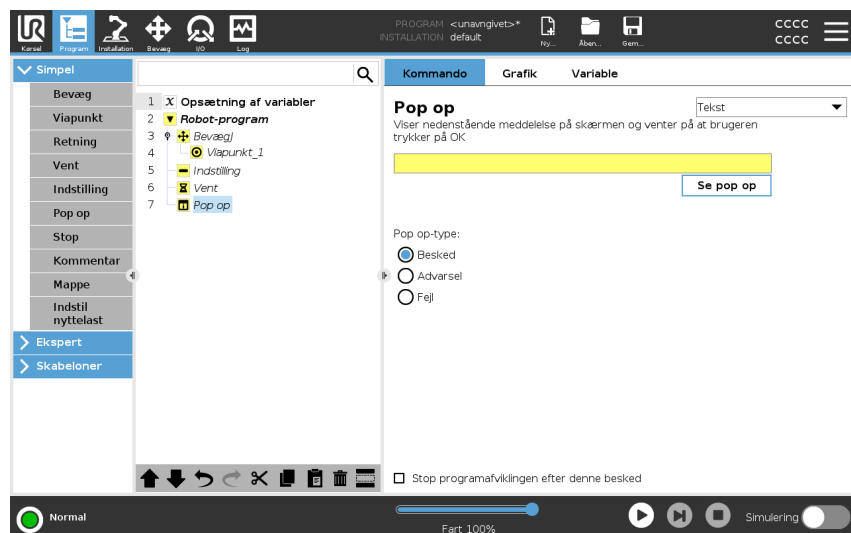 PROGRAM <unavngivet>*
INSTALLATION default
CCCC
CCCC
Kørsel Program Installation Bevæg I/O Log Ny... Åben... Gem...
Simpel
Bevæg
Viapunkt
Retning
Vent
Indstilling
Pop op
Stop
Kommentar
Mappe
Indstil
nyttelast
Ekspert
Skabeloner
1 X Opsætning af variabler
2 Robot-program
3 BevægJ
4 Viapunkt_1
5 Indstilling
6 Vent
7 Pop op
Kommando Grafik Variable
Pop op
Tekst
Viser nedenstående meddelelse på skærmen og venter på at brugeren
trykker på OK
Se pop op
Pop op-type:
Besked
Advarsel
Fejl
Stop programafviklingen efter denne besked
Normal
Fart 100%
Simulering